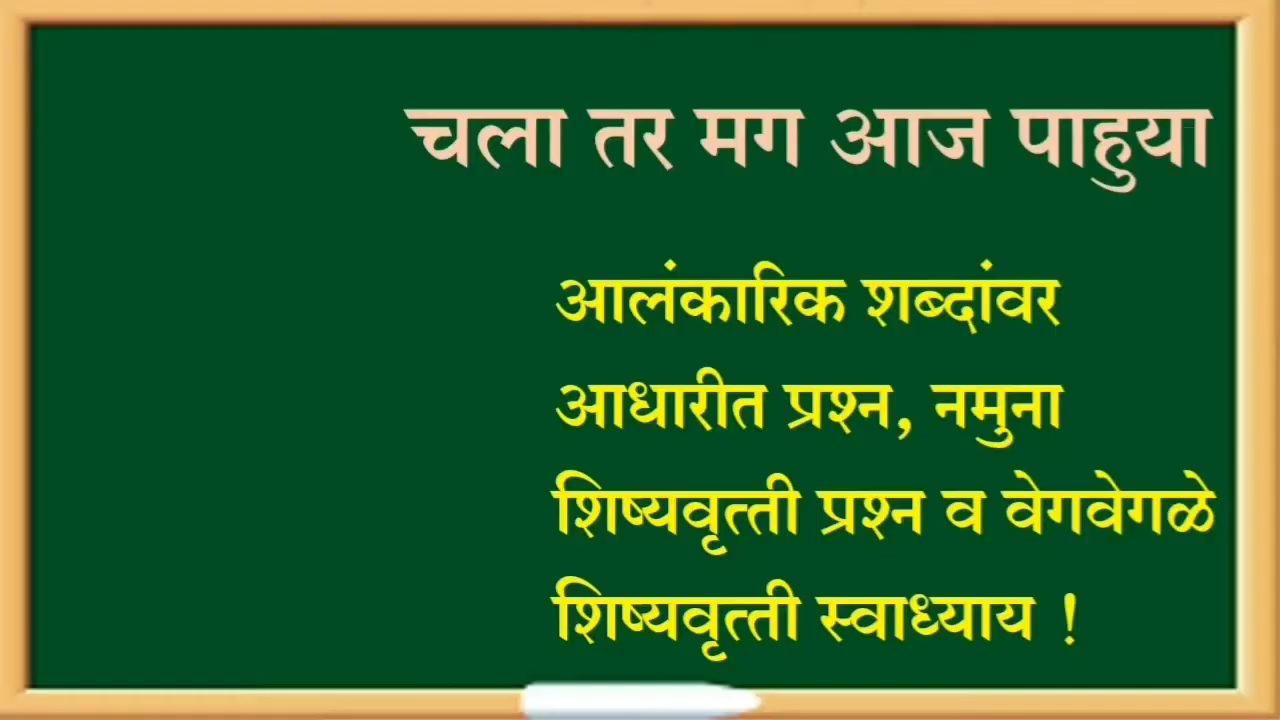 चला तर मग आज पाहुया
आलंकारिक शब्दांवर
आधारीत प्रश्न, नमुना
शिष्यवृत्ती प्रश्न व वेगवेगळे
शिष्यवृत्ती स्वाध्याय !